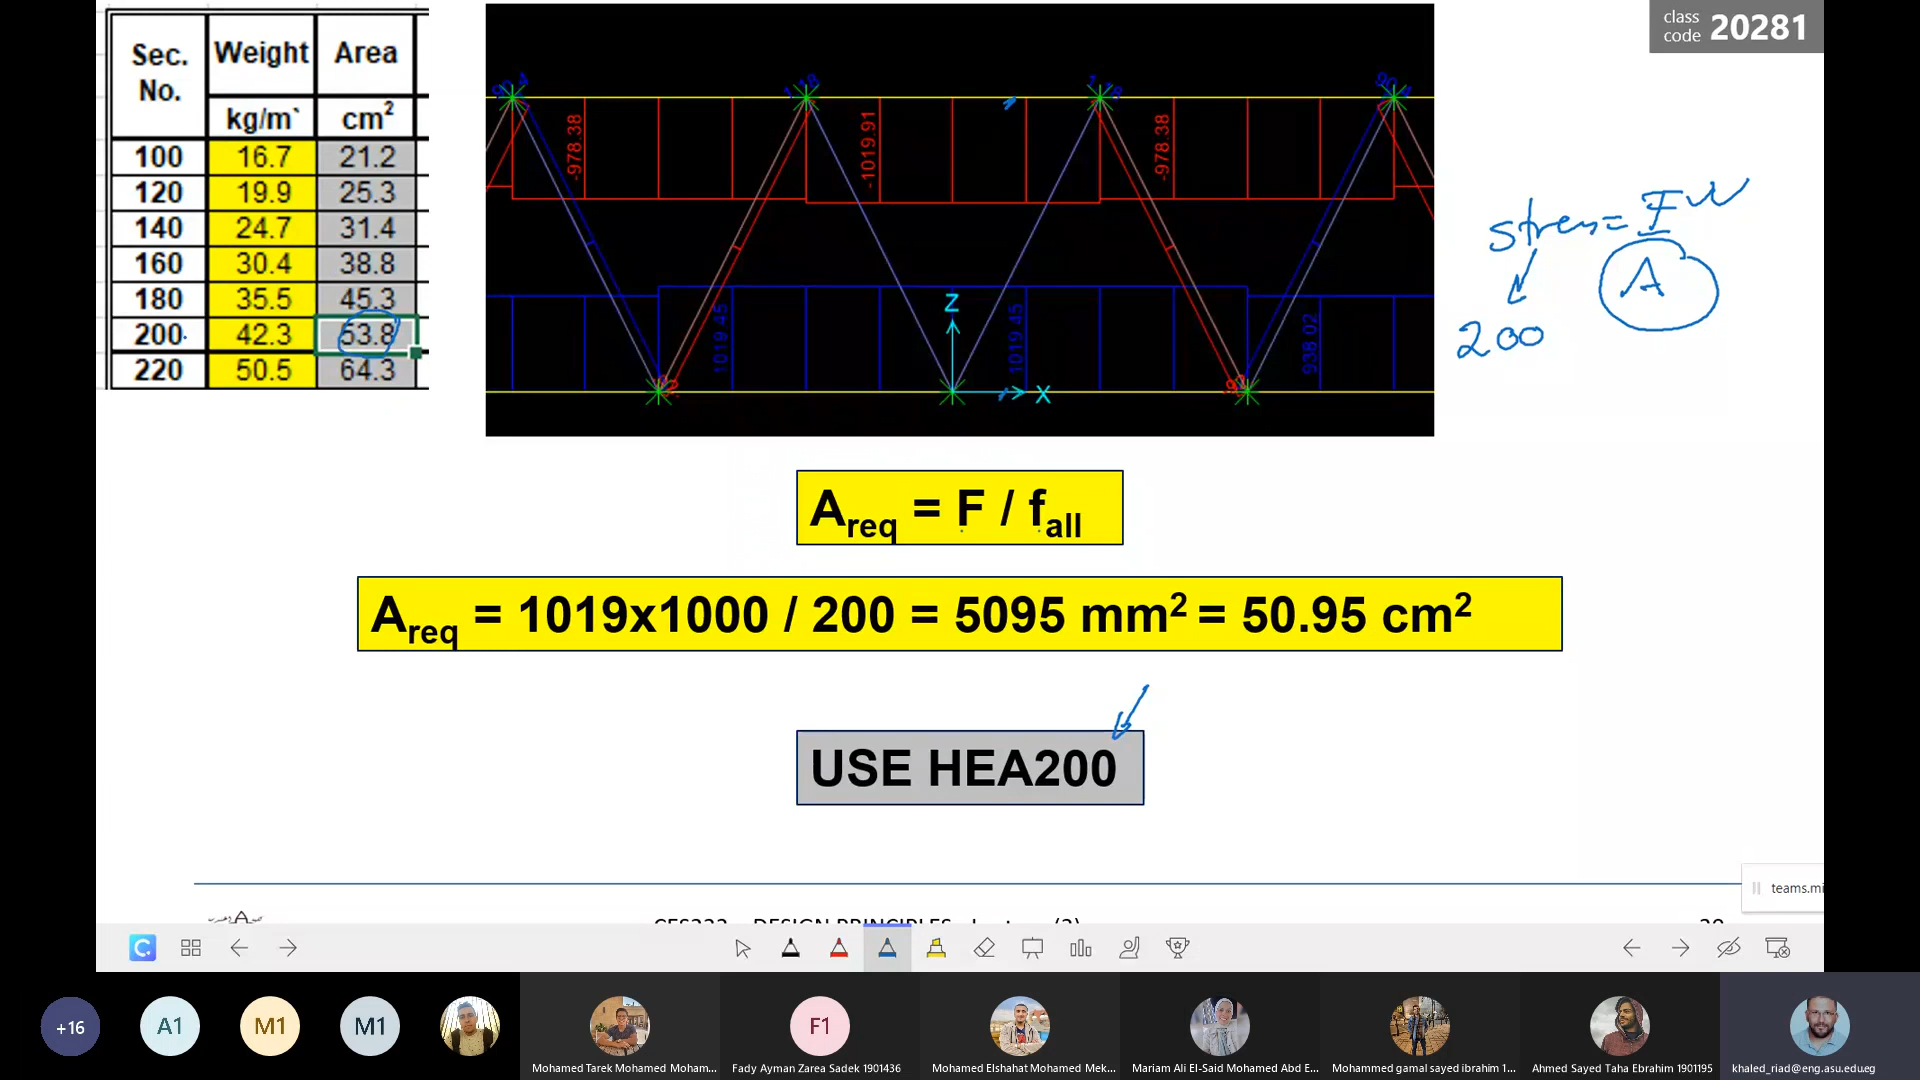 class code 20281
Sec. No. Weight Area
kg/m` cm²
100 16.7 21.2
120 19.9 25.3
140 24.7 31.4
160 30.4 38.8
180 35.5 45.3
200 42.3 53.8
220 50.5 64.3
-978.38 -1019.91 -978.38
1019.45 1019.45 938.02
Z
X
stress = F N
A
200
Areq = F / fall
Areq = 1019x1000 / 200 = 5095 mm² = 50.95 cm²
USE HEA200
teams.mi
+16 A1 M1 M1 F1
Mohamed Tarek Mohamed Moham...
Fady Ayman Zarea Sadek 1901436
Mohamed Elshahat Mohamed Mek...
Mariam Ali El-Said Mohamed Abd E...
Mohammed gamal sayed ibrahim 1...
Ahmed Sayed Taha Ebrahim 1901195
khaled_riad@eng.asu.edu.eg